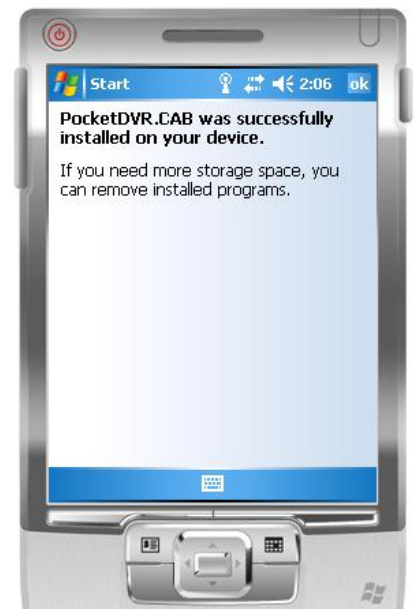 Start 2:06 ok
PocketDVR.CAB was successfully
installed on your device.
If you need more storage space, you
can remove installed programs.